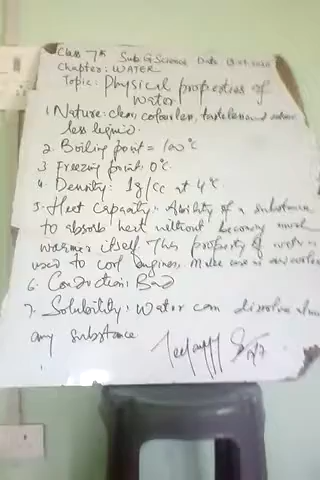 Class 7th Sub: G Science Date
Chapter: WATER
Topic: Physical properties of
water
1. Nature: clean, colourless, tasteless and
less liquid.
2. Boiling point = 100°C
3. Freezing point: 0°C.
4. Density: 1g/cc at 4°C
5. Heat Capacity: Ability of a substance
to absorb heat without becoming much
warmer itself This property of water is
used to cool engines,
6. Conduction: Bad
7. Solubility: Water can dissolve
any substance